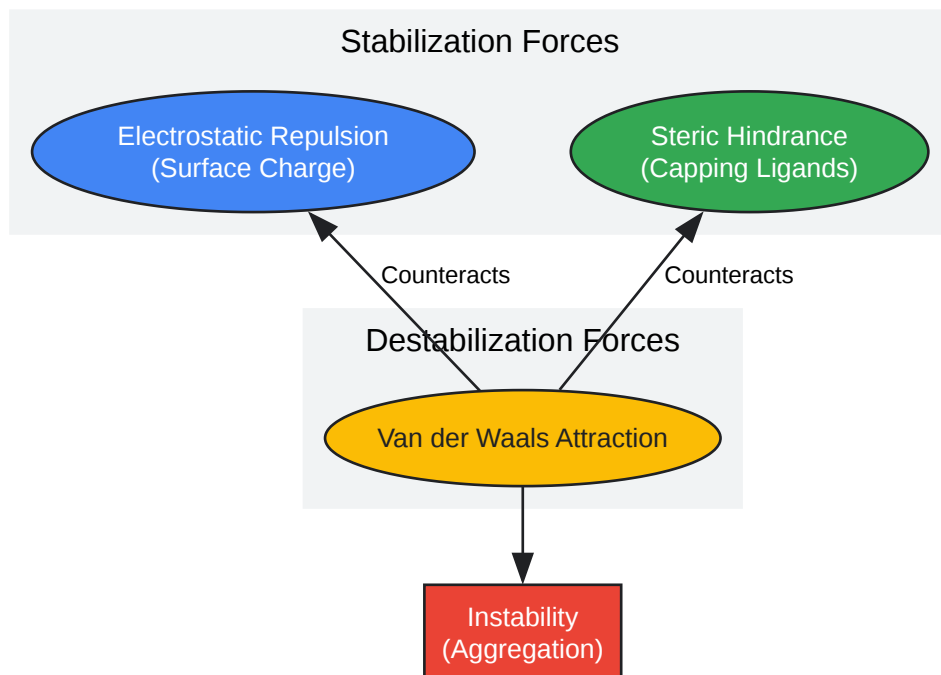 Stabilization Forces
Electrostatic Repulsion
(Surface Charge)
Steric Hindrance
(Capping Ligands)
Counteracts
Counteracts
Destabilization Forces
Van der Waals Attraction
Instability
(Aggregation)